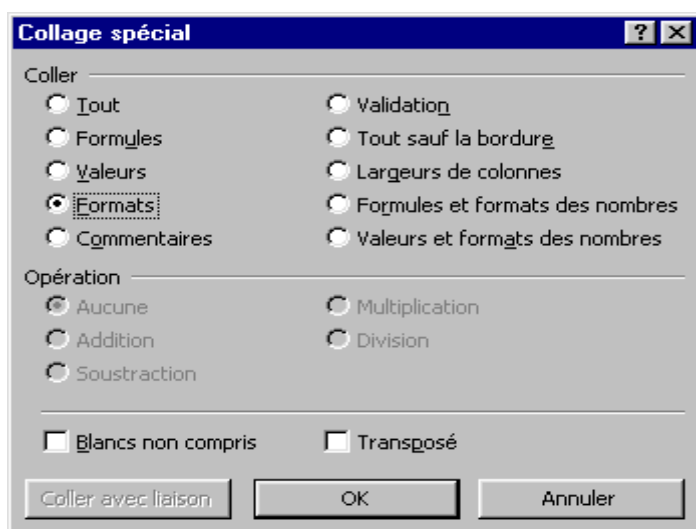 Collage spécial
Coller
Tout
Validation
Formules
Tout sauf la bordure
Valeurs
Largeurs de colonnes
Formats
Formules et formats des nombres
Commentaires
Valeurs et formats des nombres
Opération
Aucune
Multiplication
Addition
Division
Soustraction
Blancs non compris
Transposé
Coller avec liaison
OK
Annuler